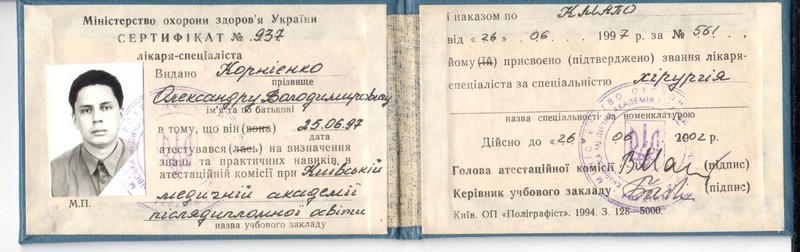 Міністерство охорони здоров'я України
СЕРТИФІКАТ № 937
лікаря-спеціаліста
Видано Корнієнко
прізвище
Олександру Володимировичу
ім'я та по батькові
в тому, що він (вона) 25.06.97
дата
атестувався (лась) на визначення
знань та практичних навиків в
атестаційній комісії при Київській
медичній академії
післядипломної освіти
назва учбового закладу
М.П.
і наказом по КМАПО
від «26» 06 . 1997 р. за № 561.
йому (їй) присвоєно (підтверджено) звання лікаря-
спеціаліста за спеціальністю хірургія
назва спеціальності за номенклатурою
Дійсно до «26 06 2002 р.
Голова атестаційної комісії (підпис)
Керівник учбового закладу (підпис)
Київ. ОП «Поліграфіст». 1994. З. 128—5000.